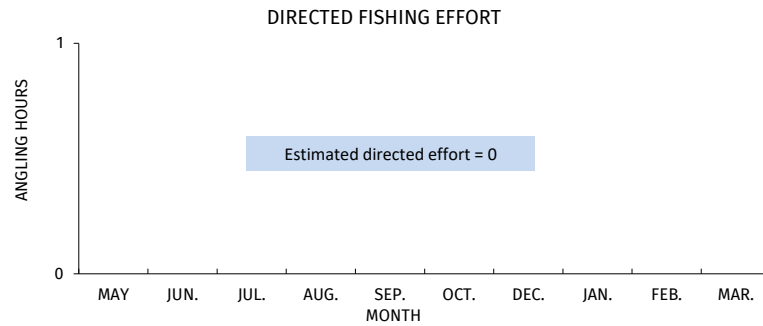 DIRECTED FISHING EFFORT
1
ANGLING HOURS
Estimated directed effort = 0
0
MAY JUN. JUL. AUG. SEP. OCT. DEC. JAN. FEB. MAR.
MONTH